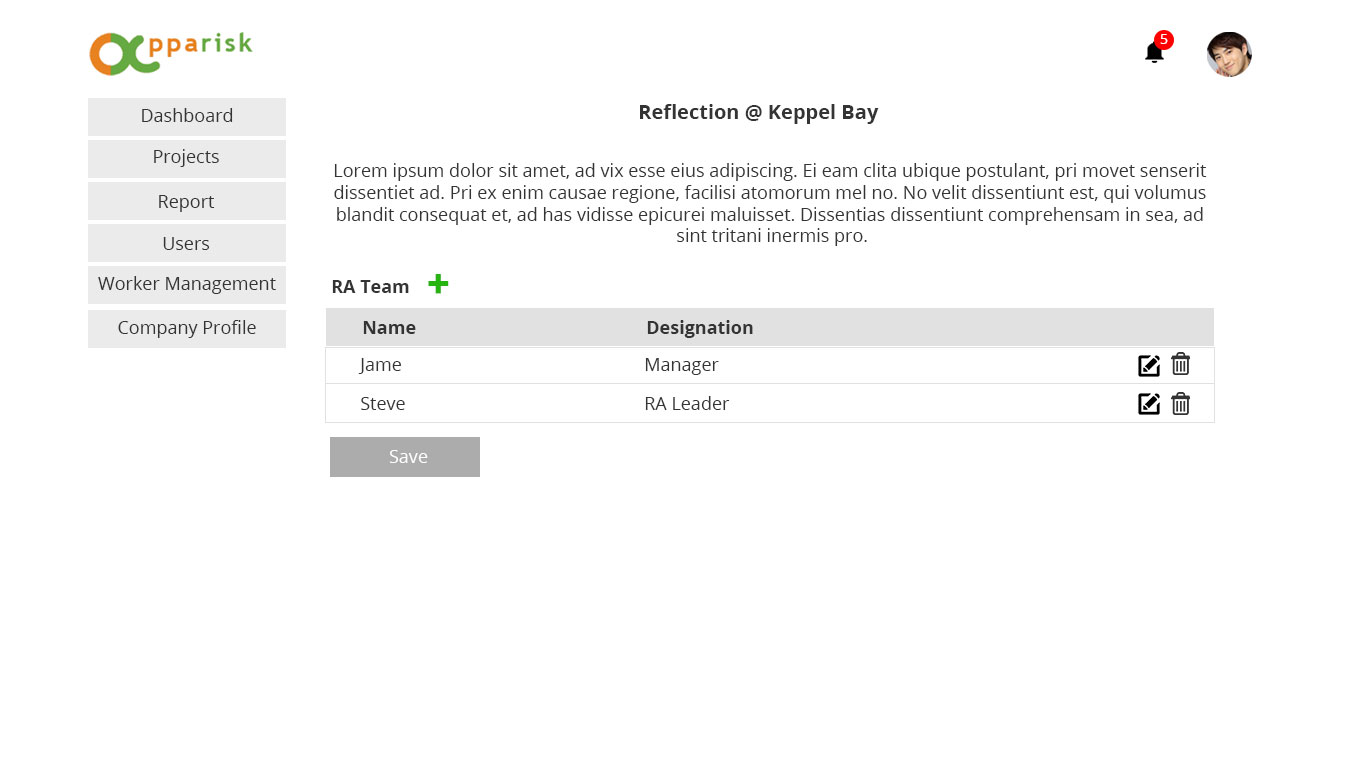 pparisk
5
Dashboard
Projects
Report
Users
Worker Management
Company Profile
Reflection @ Keppel Bay
Lorem ipsum dolor sit amet, ad vix esse eius adipiscing. Ei eam clita ubique postulant, pri movet senserit
dissentiet ad. Pri ex enim causae regione, facilisi atomorum mel no. No velit dissentiunt est, qui volumus
blandit consequat et, ad has vidisse epicurei maluisset. Dissentias dissentiunt comprehensam in sea, ad
sint tritani inermis pro.
RA Team
Name Designation
Jame Manager
Steve RA Leader
Save